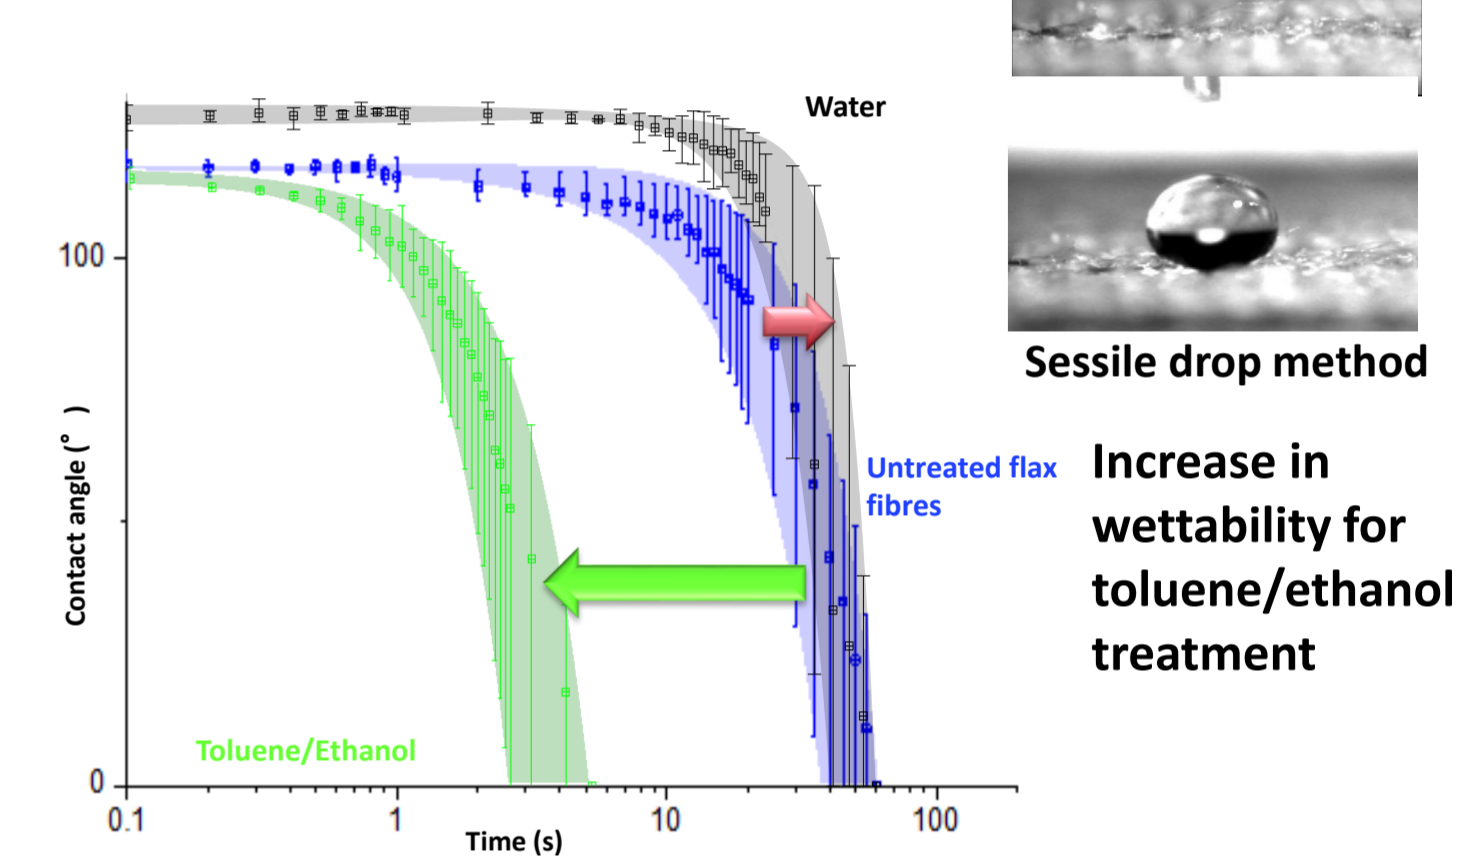 Water
100
Contact angle (° )
Untreated flax
fibres
Toluene/Ethanol
0
0.1 1 10 100
Time (s)
Sessile drop method
Increase in
wettability for
toluene/ethanol
treatment